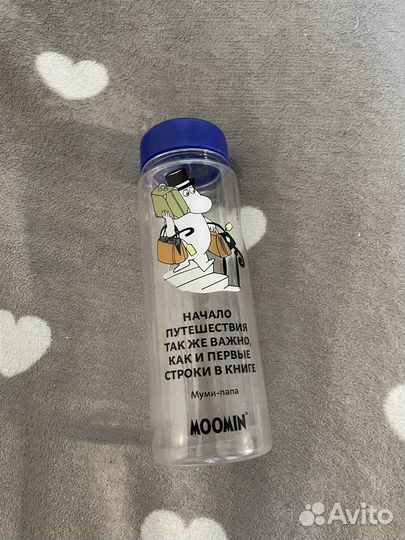 НАЧАЛО
ПУТЕШЕСТВИЯ
ТАК ЖЕ ВАЖНО,
КАК И ПЕРВЫЕ
СТРОКИ В КНИГЕ
Муми-папа
MOOMIN®
Avito